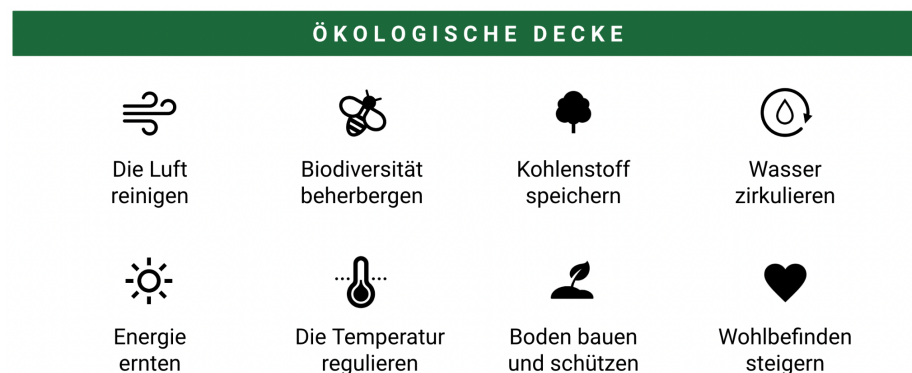 ÖKOLOGISCHE DECKE
Die Luft
reinigen
Biodiversität
beherbergen
Kohlenstoff
speichern
Wasser
zirkulieren
Energie
ernten
Die Temperatur
regulieren
Boden bauen
und schützen
Wohlbefinden
steigern